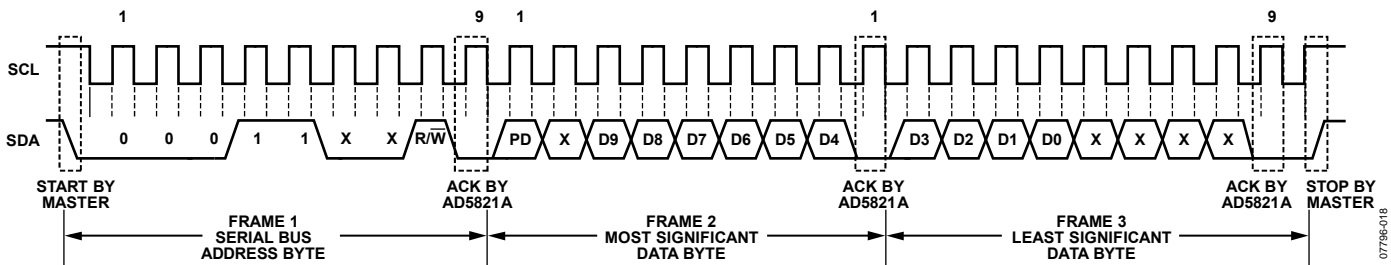 1 9 1 1 9
SCL
SDA 0 0 0 1 1 X X R/W̅ PD X D9 D8 D7 D6 D5 D4 D3 D2 D1 D0 X X X X
START BY
MASTER
ACK BY
AD5821A
ACK BY
AD5821A
ACK BY
AD5821A
STOP BY
MASTER
FRAME 1
SERIAL BUS
ADDRESS BYTE
FRAME 2
MOST SIGNIFICANT
DATA BYTE
FRAME 3
LEAST SIGNIFICANT
DATA BYTE
07796-018